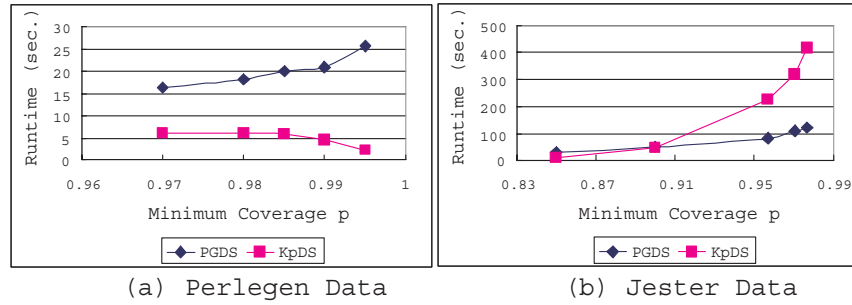 30
25
20
15
10
5
0
Runtime (sec.)
0.96 0.97 0.98 0.99 1
Minimum Coverage p
PGDS KpDS
(a) Perlegen Data
500
400
300
200
100
0
Runtime (sec.)
0.83 0.87 0.91 0.95 0.99
Minimum Coverage p
PGDS KpDS
(b) Jester Data